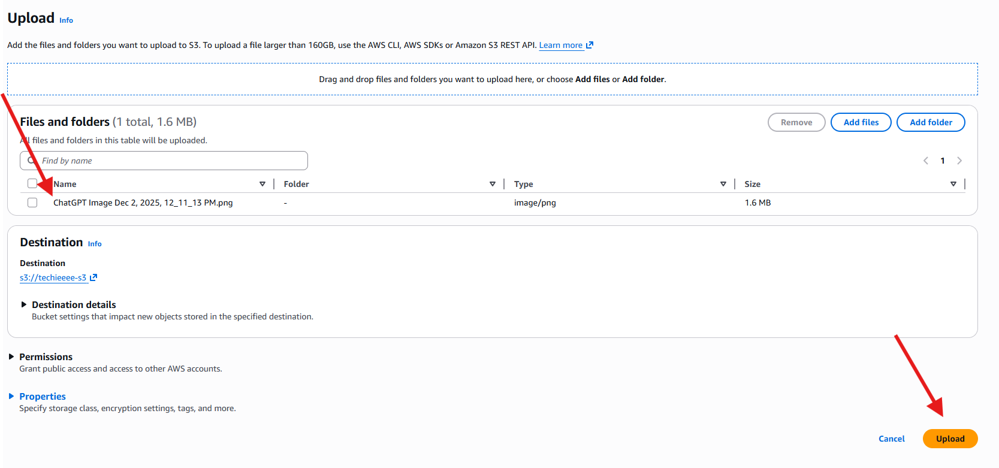 Upload Info
Add the files and folders you want to upload to S3. To upload a file larger than 160GB, use the AWS CLI, AWS SDKs or Amazon S3 REST API. Learn more
Drag and drop files and folders you want to upload here, or choose Add files or Add folder.
Files and folders (1 total, 1.6 MB)
Remove Add files Add folder
All files and folders in this table will be uploaded.
Find by name
1
Name Folder Type Size
ChatGPT Image Dec 2, 2025, 12_11_13 PM.png - image/png 1.6 MB
Destination Info
Destination
s3://techieeee-s3
Destination details
Bucket settings that impact new objects stored in the specified destination.
Permissions
Grant public access and access to other AWS accounts.
Properties
Specify storage class, encryption settings, tags, and more.
Cancel Upload